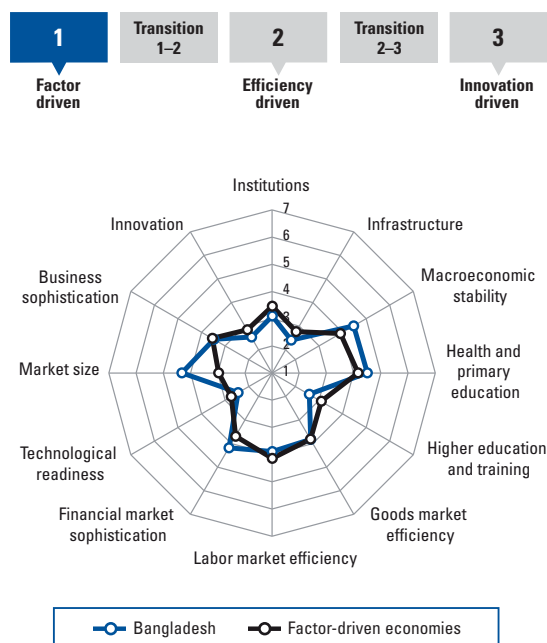 1
Transition
1–2
2
Transition
2–3
3
Factor
driven
Efficiency
driven
Innovation
driven
Institutions
7
Innovation
Infrastructure
6
5
Business
sophistication
Macroeconomic
stability
4
3
2
Market size
1
Health and
primary
education
Technological
readiness
Higher education
and training
Financial market
sophistication
Goods market
efficiency
Labor market efficiency
Bangladesh
Factor-driven economies